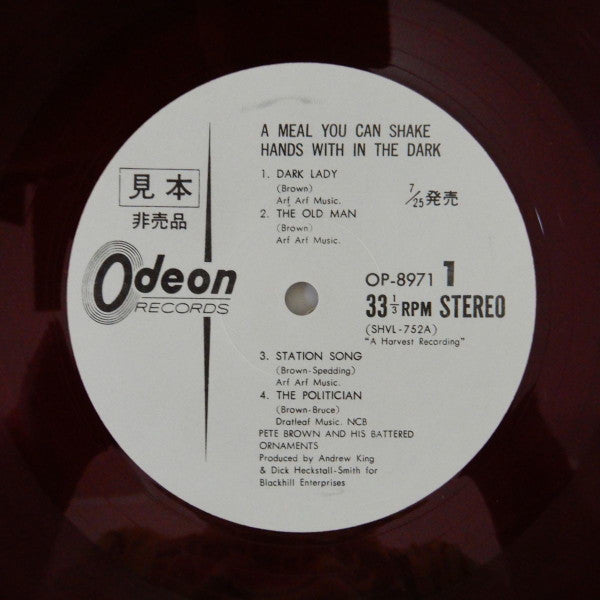 A MEAL YOU CAN SHAKE
HANDS WITH IN THE DARK
1. DARK LADY
(Brown)
Arf Arf Music.
2. THE OLD MAN
(Brown)
Arf Arf Music.
7/25発売
見本
非売品
Odeon
RECORDS
OP-8971 1
33 1/3 RPM STEREO
(SHVL-752A)
"A Harvest Recording"
3. STATION SONG
(Brown-Spedding)
Arf Arf Music.
4. THE POLITICIAN
(Brown-Bruce)
Dratleaf Music. NCB
PETE BROWN AND HIS BATTERED
ORNAMENTS
Produced by Andrew King
& Dick Heckstall-Smith for
Blackhill Enterprises